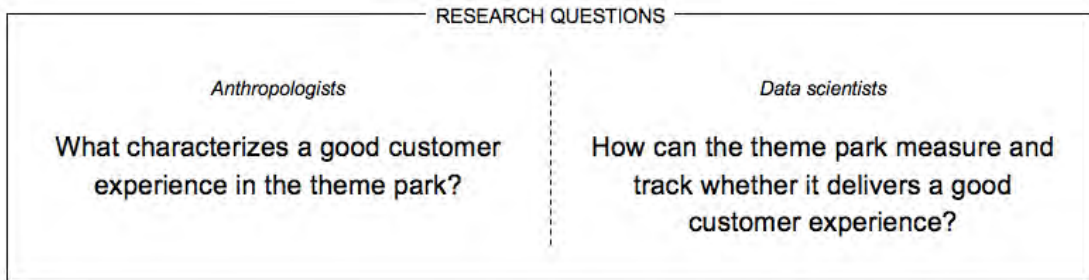 RESEARCH QUESTIONS
Anthropologists
What characterizes a good customer
experience in the theme park?
Data scientists
How can the theme park measure and
track whether it delivers a good
customer experience?